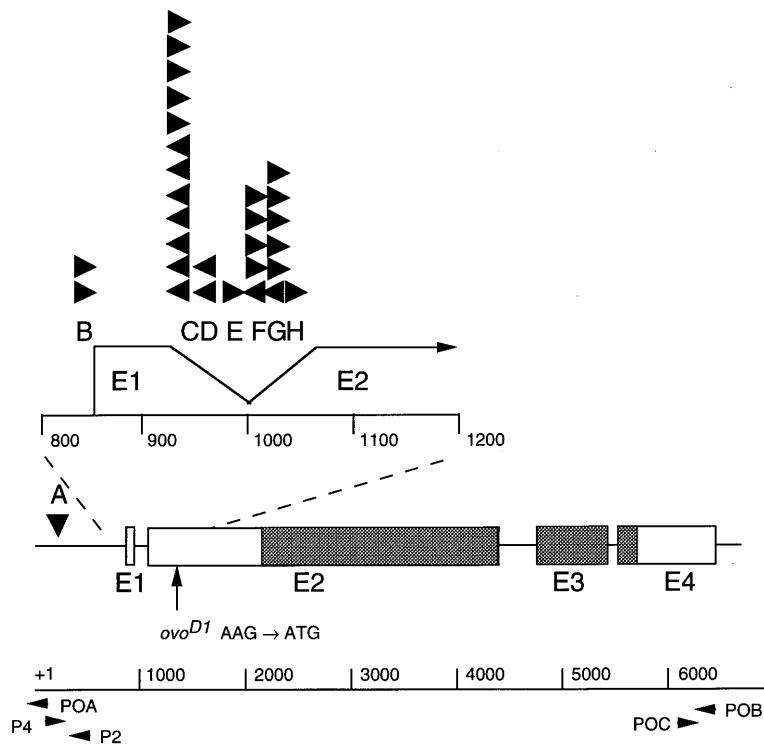 B CD E FGH
E1 E2
800 900 1000 1100 1200
A
E1 E2 E3 E4
ovoD1 AAG → ATG
+1 1000 2000 3000 4000 5000 6000
POA POB
P4 POC
P2